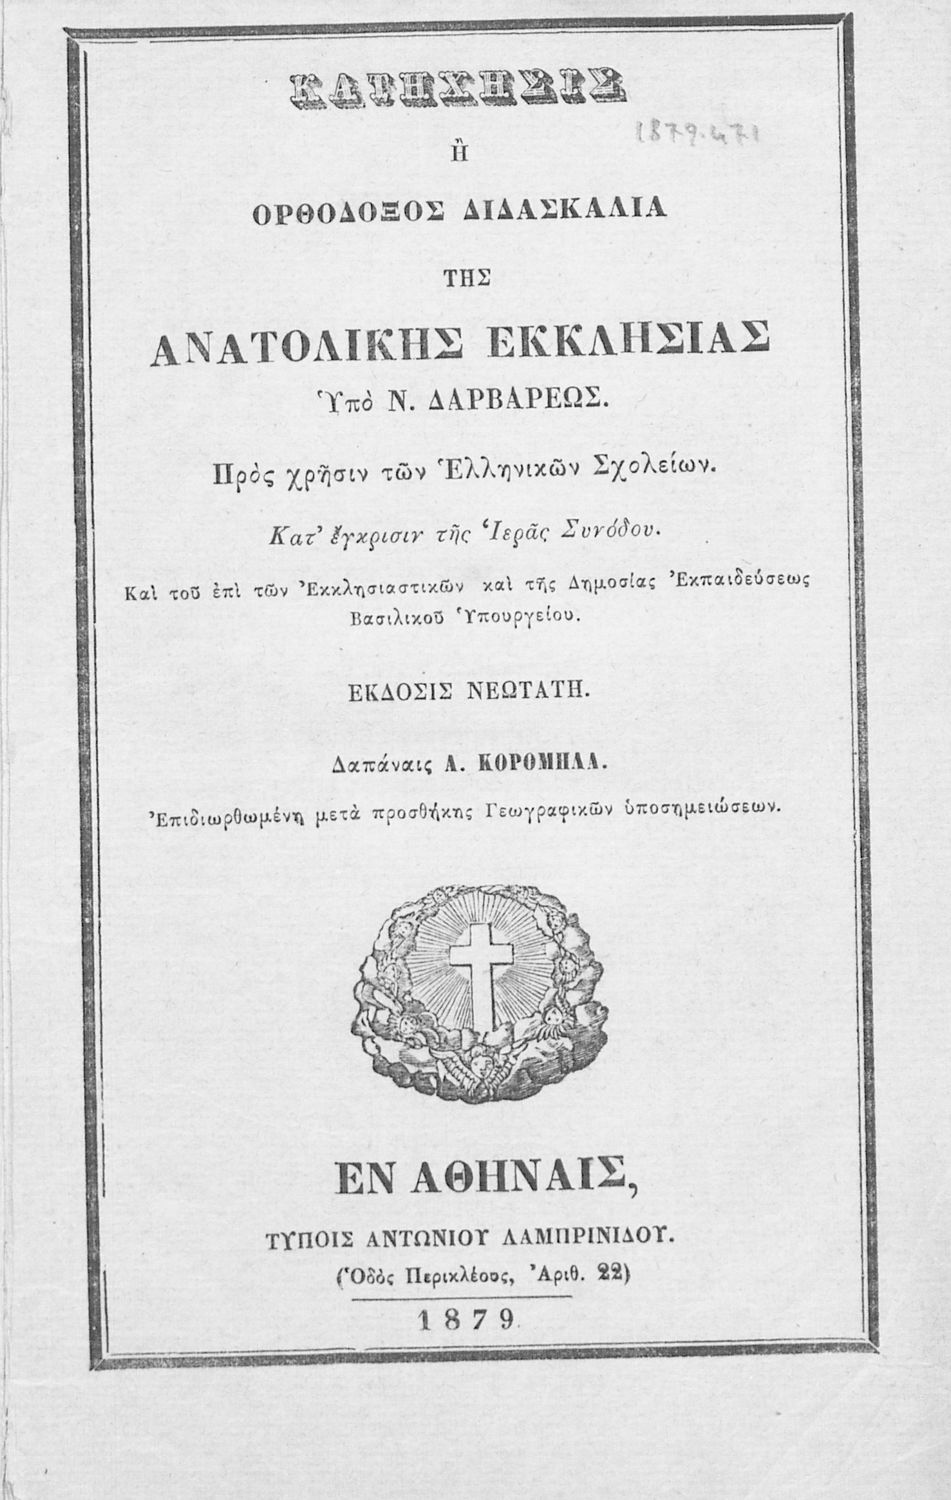 ΚΑΤΗΧΗΣΙΣ
1879.471
Ἢ
ΟΡΘΟΔΟΞΟΣ ΔΙΔΑΣΚΑΛΙΑ
ΤΗΣ
ΑΝΑΤΟΛΙΚΗΣ ΕΚΚΛΗΣΙΑΣ
Ὑπὸ Ν. ΔΑΡΒΑΡΕΩΣ.
Πρὸς χρῆσιν τῶν Ἑλληνικῶν Σχολείων.
Κατ' ἔγκρισιν τῆς Ἱερᾶς Συνόδου.
Καὶ τοῦ ἐπὶ τῶν Ἐκκλησιαστικῶν καὶ τῆς Δημοσίας Ἐκπαιδεύσεως
Βασιλικοῦ Ὑπουργείου.
ΕΚΔΟΣΙΣ ΝΕΩΤΑΤΗ.
Δαπάναις Α. ΚΟΡΟΜΗΛΑ.
Ἐπιδιωρθωμένη μετὰ προσθήκης Γεωγραφικῶν ὑποσημειώσεων.
ΕΝ ΑΘΗΝΑΙΣ,
ΤΥΠΟΙΣ ΑΝΤΩΝΙΟΥ ΛΑΜΠΡΙΝΙΔΟΥ.
(Ὁδὸς Περικλέους, Ἀριθ. 22)
1879